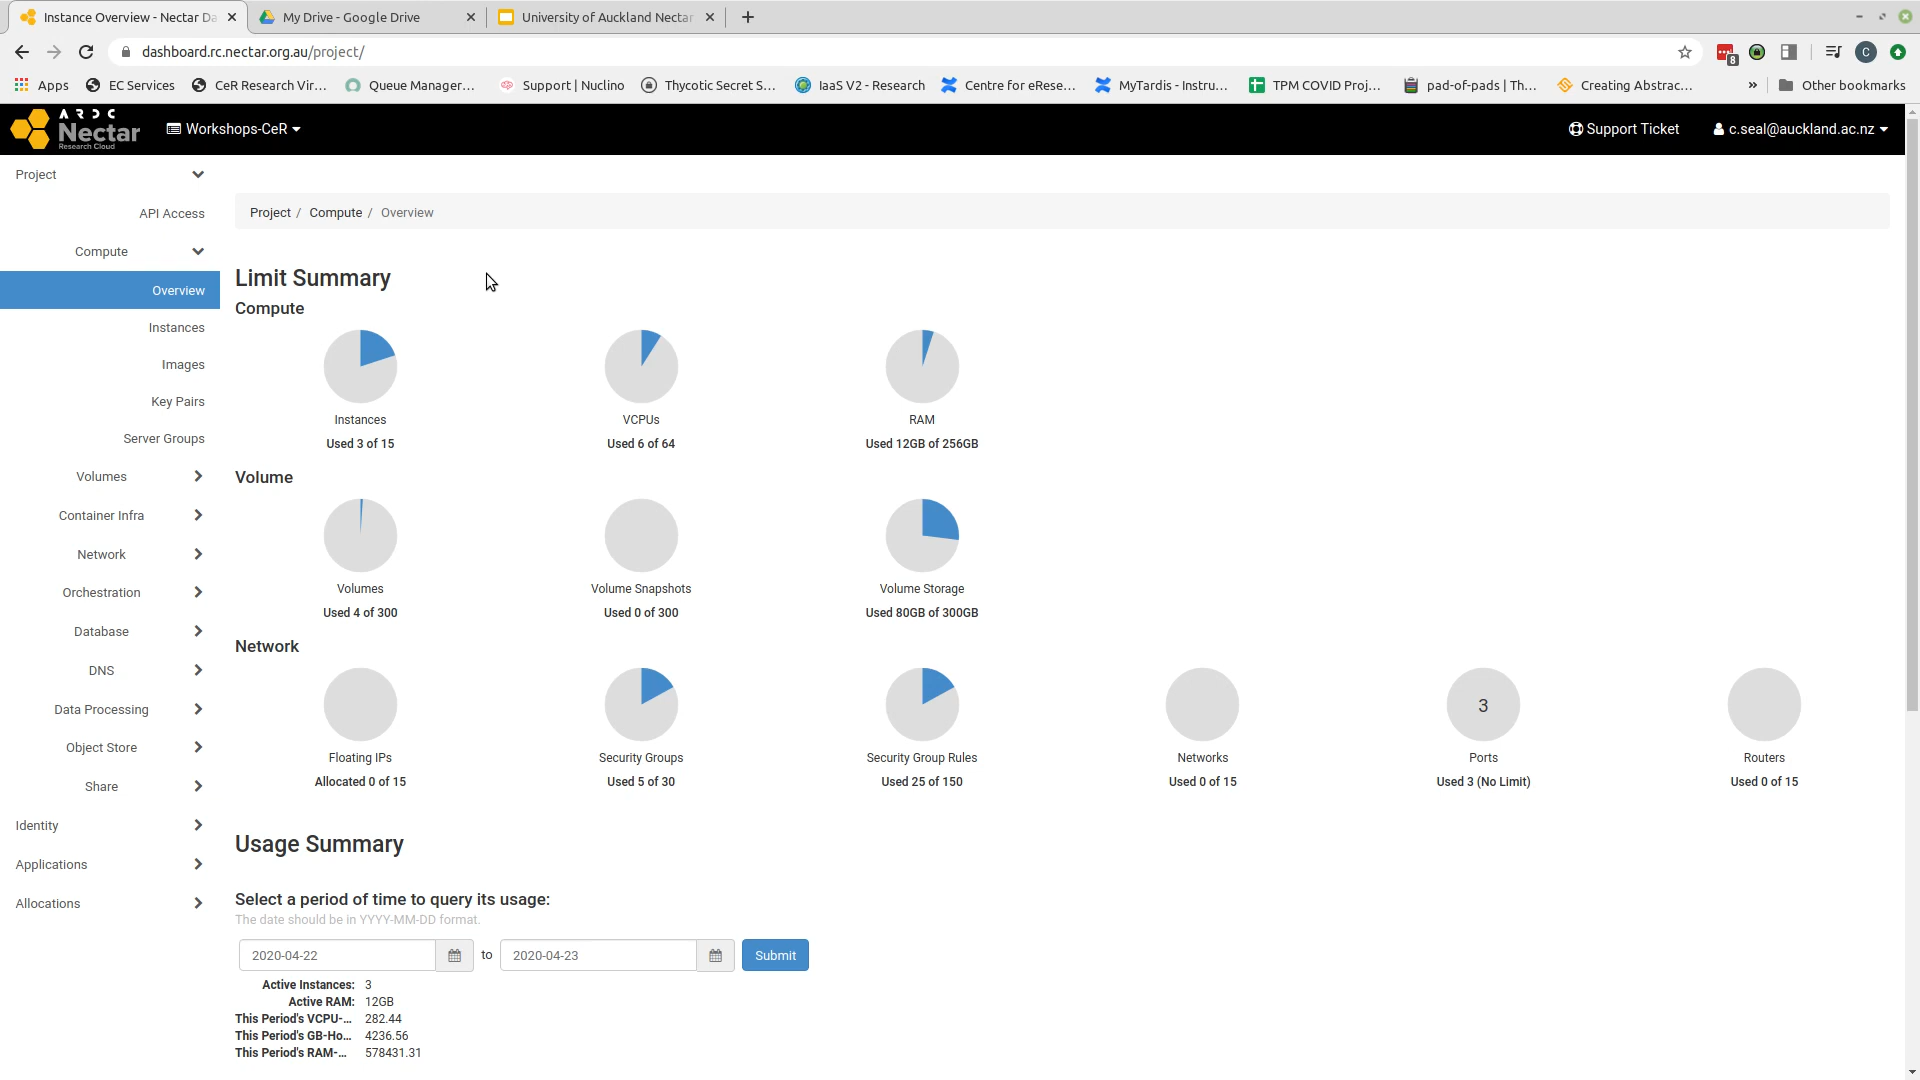 Instance Overview - Nectar Da
My Drive - Google Drive
University of Auckland Nectar
dashboard.rc.nectar.org.au/project/
8
C
Apps
EC Services
CeR Research Vir...
Queue Manager...
Support | Nuclino
Thycotic Secret S...
IaaS V2 - Research
Centre for eRese...
MyTardis - Instru...
TPM COVID Proj...
pad-of-pads | Th...
Creating Abstrac...
»
Other bookmarks
Nectar
Research Cloud
Workshops-CeR
Support Ticket
c.seal@auckland.ac.nz
Project
API Access
Compute
Overview
Instances
Images
Key Pairs
Server Groups
Volumes
Container Infra
Network
Orchestration
Database
DNS
Data Processing
Object Store
Share
Identity
Applications
Allocations
Project / Compute / Overview
Limit Summary
Compute
Instances
Used 3 of 15
VCPUs
Used 6 of 64
RAM
Used 12GB of 256GB
Volume
Volumes
Used 4 of 300
Volume Snapshots
Used 0 of 300
Volume Storage
Used 80GB of 300GB
Network
Floating IPs
Allocated 0 of 15
Security Groups
Used 5 of 30
Security Group Rules
Used 25 of 150
Networks
Used 0 of 15
3
Ports
Used 3 (No Limit)
Routers
Used 0 of 15
Usage Summary
Select a period of time to query its usage:
The date should be in YYYY-MM-DD format.
2020-04-22 to 2020-04-23 Submit
Active Instances: 3
Active RAM: 12GB
This Period's VCPU-... 282.44
This Period's GB-Ho... 4236.56
This Period's RAM-... 578431.31